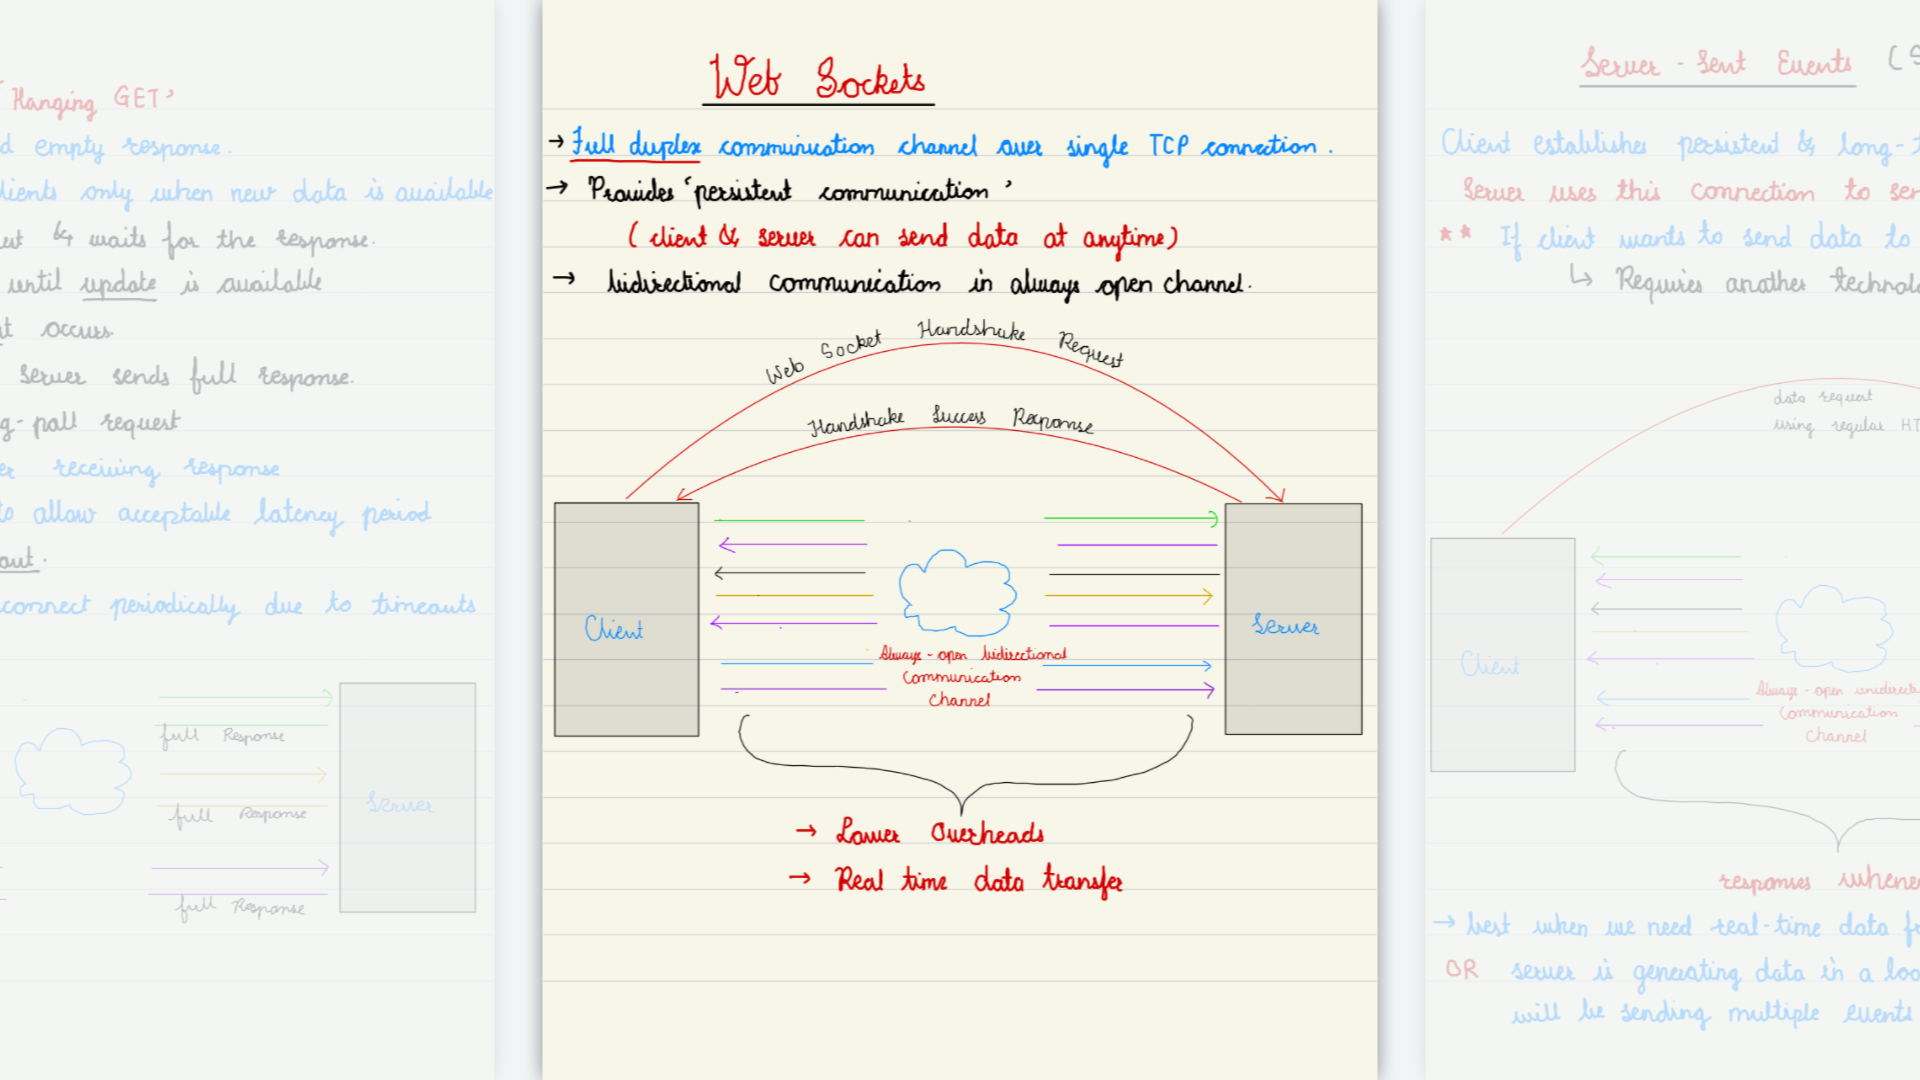 'Hanging GET'
d empty response.
lients only when new data is available
& waits for the response.
until update is available
t occurs.
Server sends full response.
g-poll request
er receiving response
to allow acceptable latency period
out.
connect periodically due to timeouts
full Response
full Response
full Response
Server
Web Sockets
→ Full duplex communication channel over single TCP connection.
→ Provides 'persistent communication'
( client & server can send data at anytime)
→ bidirectional communication in always open channel.
Web Socket Handshake Request
Handshake Success Response
Client
Server
Always-open bidirectional
Communication
Channel
→ Lower Overheads
→ Real time data transfer
Server-Sent Events (S
Client establishes persistent & long-t
Server uses this connection to sen
** If client wants to send data to
↳ Requires another technolo
data request
using regular HT
Client
Always-open unidirecti
Communication
Channel
responses whene
→ best when we need real-time data f
OR server is generating data in a loo
will be sending multiple events